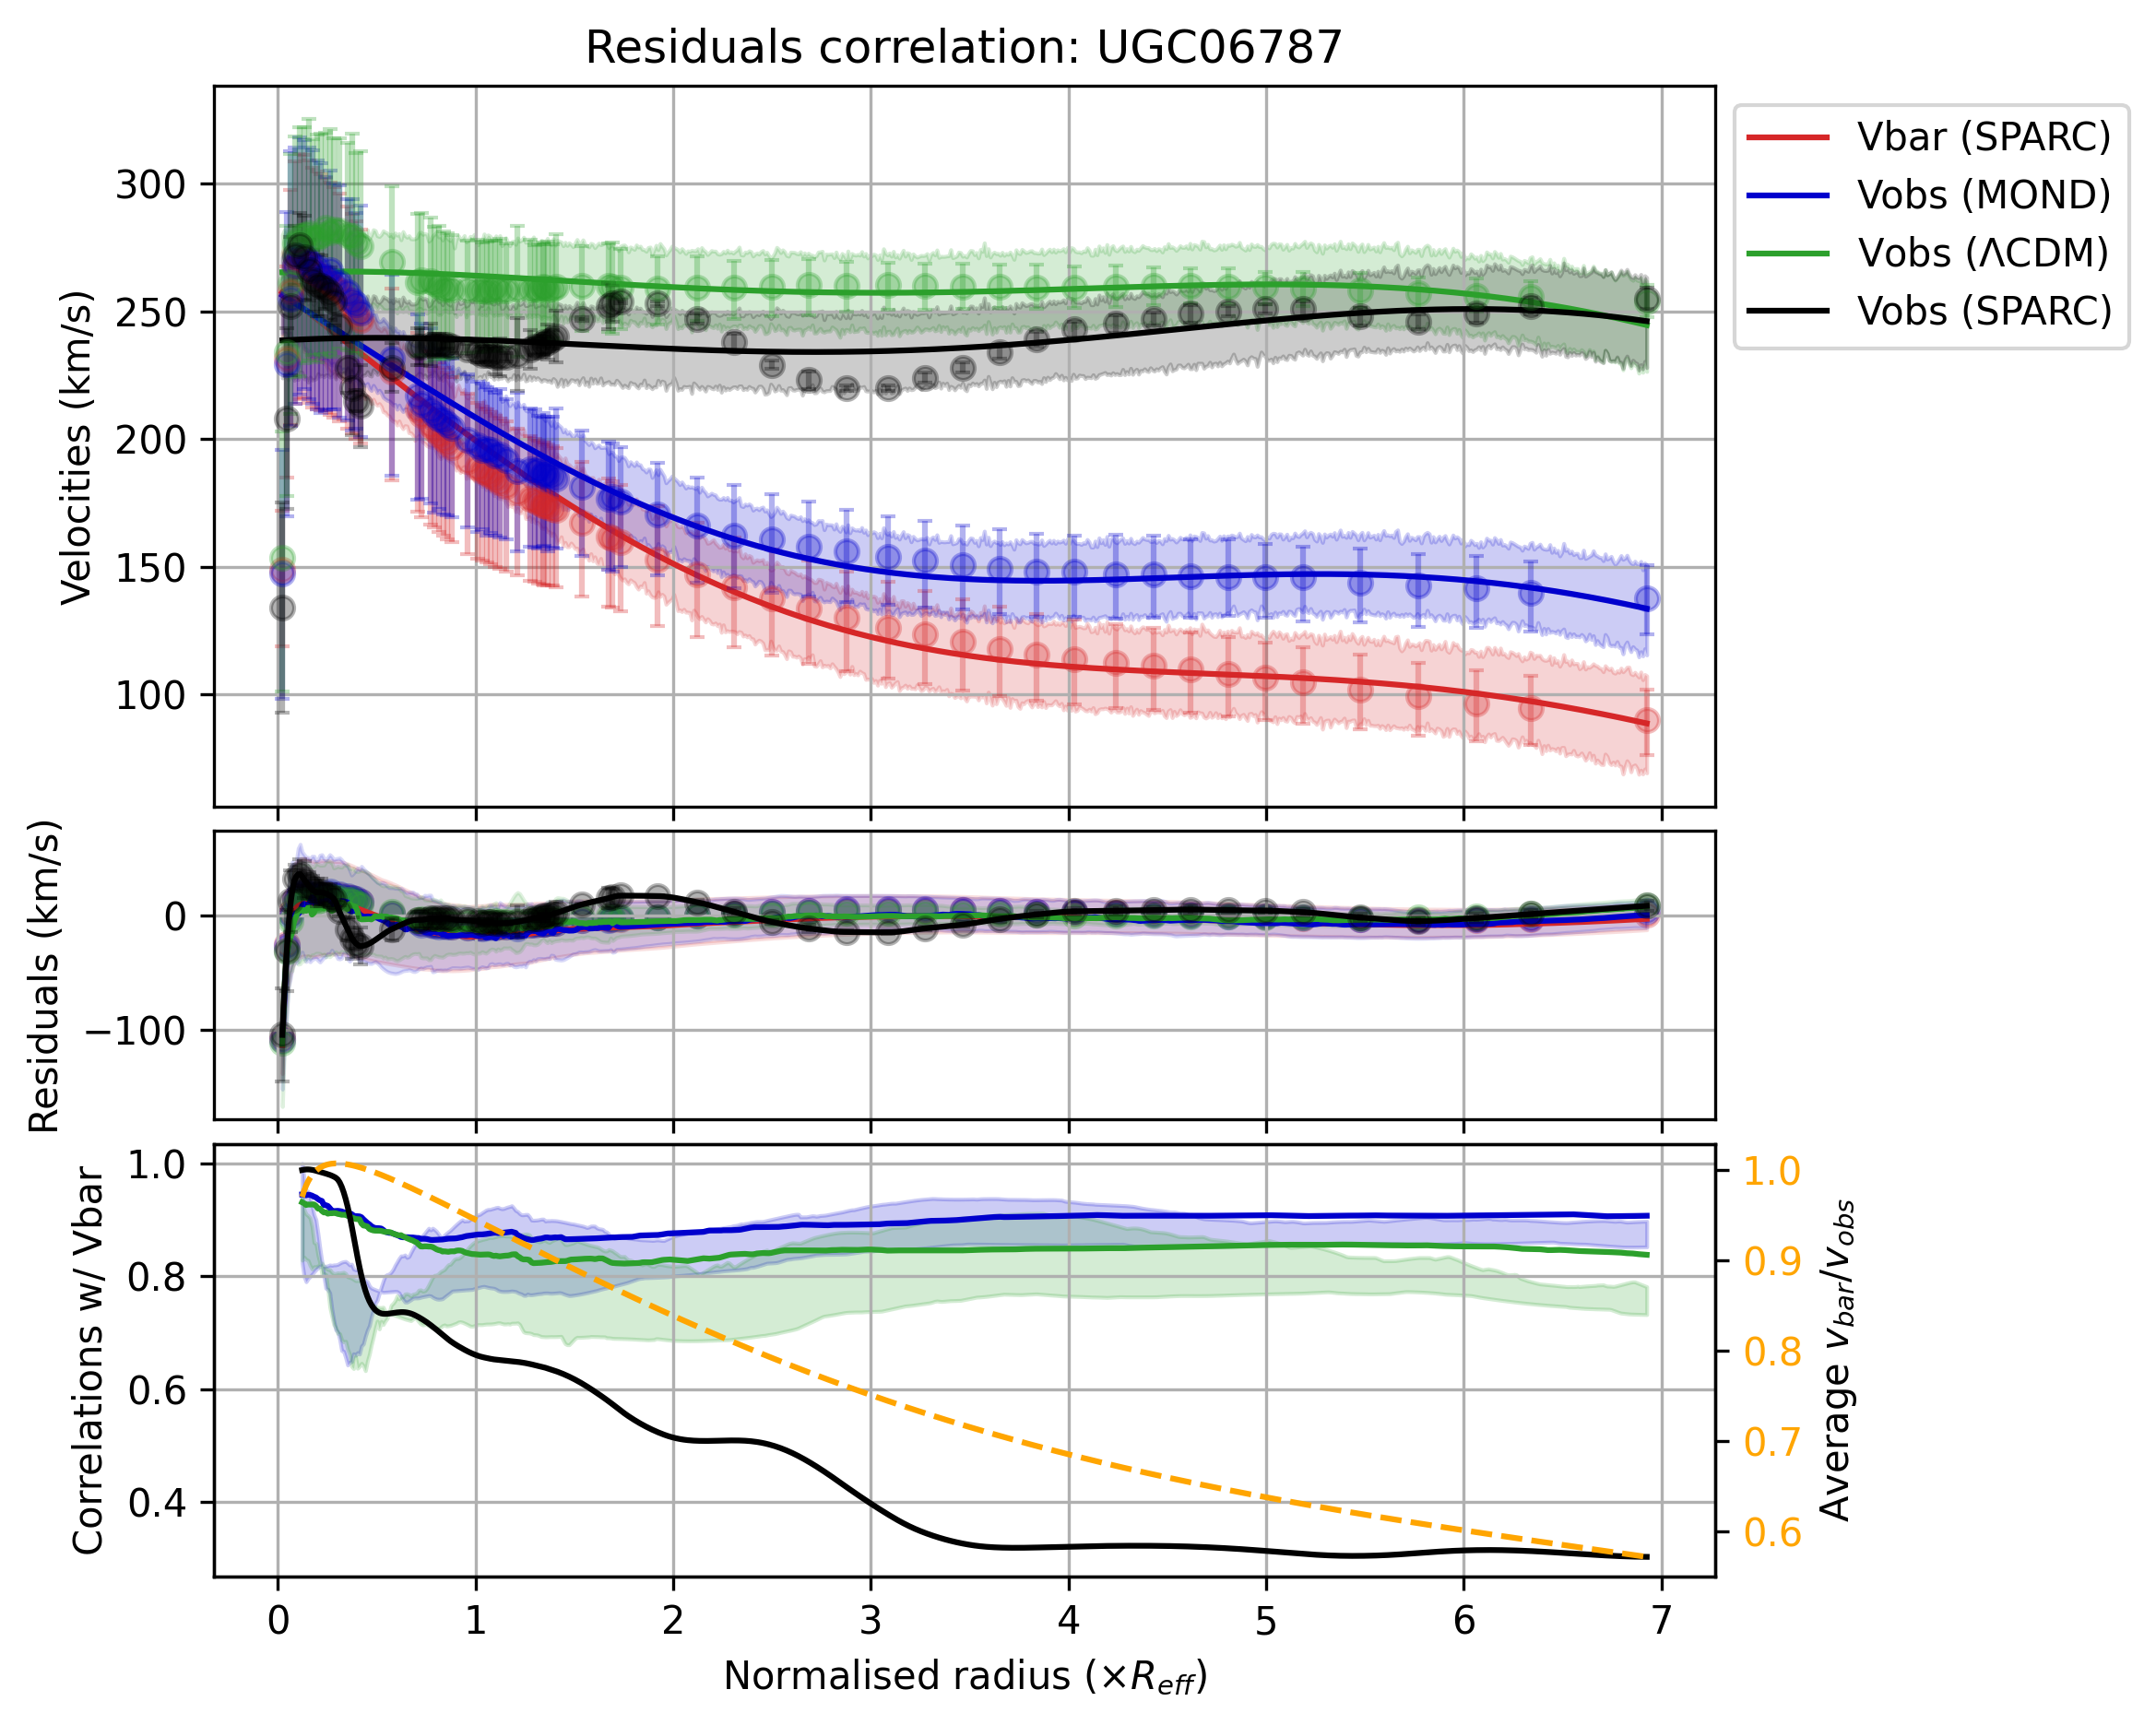 Residuals correlation: UGC06787
Vbar (SPARC)
Vobs (MOND)
Vobs (ΛCDM)
Vobs (SPARC)
Velocities (km/s)
300
250
200
150
100
Residuals (km/s)
0
−100
Correlations w/ Vbar
1.0
0.8
0.6
0.4
1.0
0.9
0.8
0.7
0.6
Average v_bar/v_obs
0 1 2 3 4 5 6 7
Normalised radius (×R_eff)